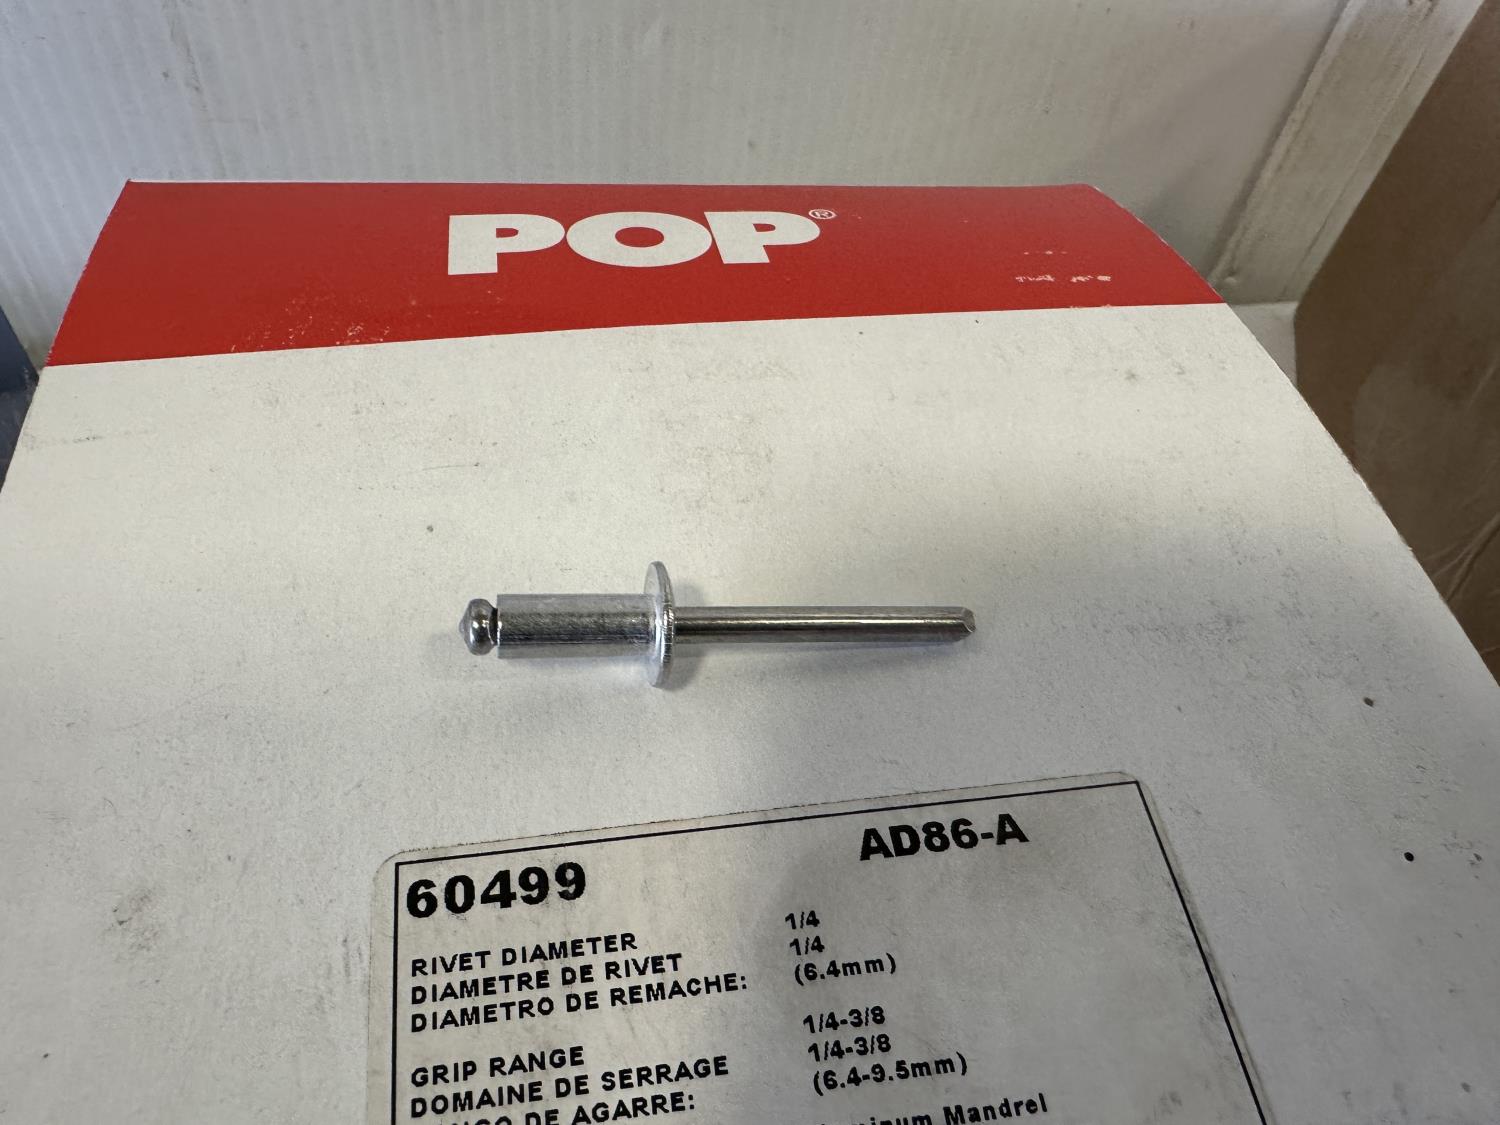 POP®
60499 AD86-A
RIVET DIAMETER 1/4
DIAMETRE DE RIVET 1/4
DIAMETRO DE REMACHE: (6.4mm)
GRIP RANGE 1/4-3/8
DOMAINE DE SERRAGE 1/4-3/8
DE AGARRE: (6.4-9.5mm)
Mandrel